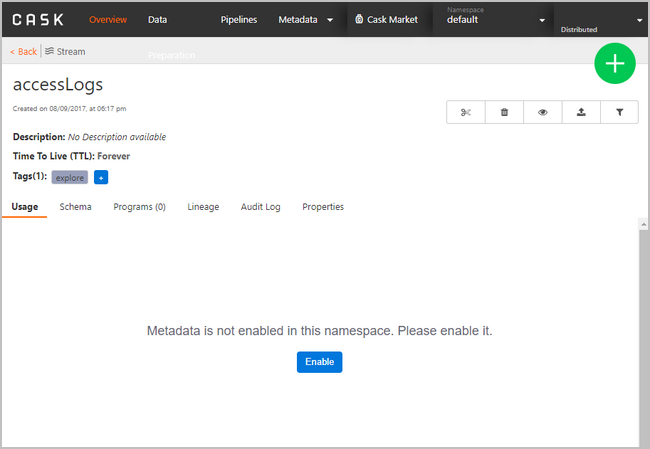 CASK Overview Data Pipelines Metadata Cask Market Namespace default Distributed
Preparation
< Back Stream
accessLogs
Created on 08/09/2017, at 06:17 pm
Description: No Description available
Time To Live (TTL): Forever
Tags(1): explore +
Usage Schema Programs (0) Lineage Audit Log Properties
Metadata is not enabled in this namespace. Please enable it.
Enable